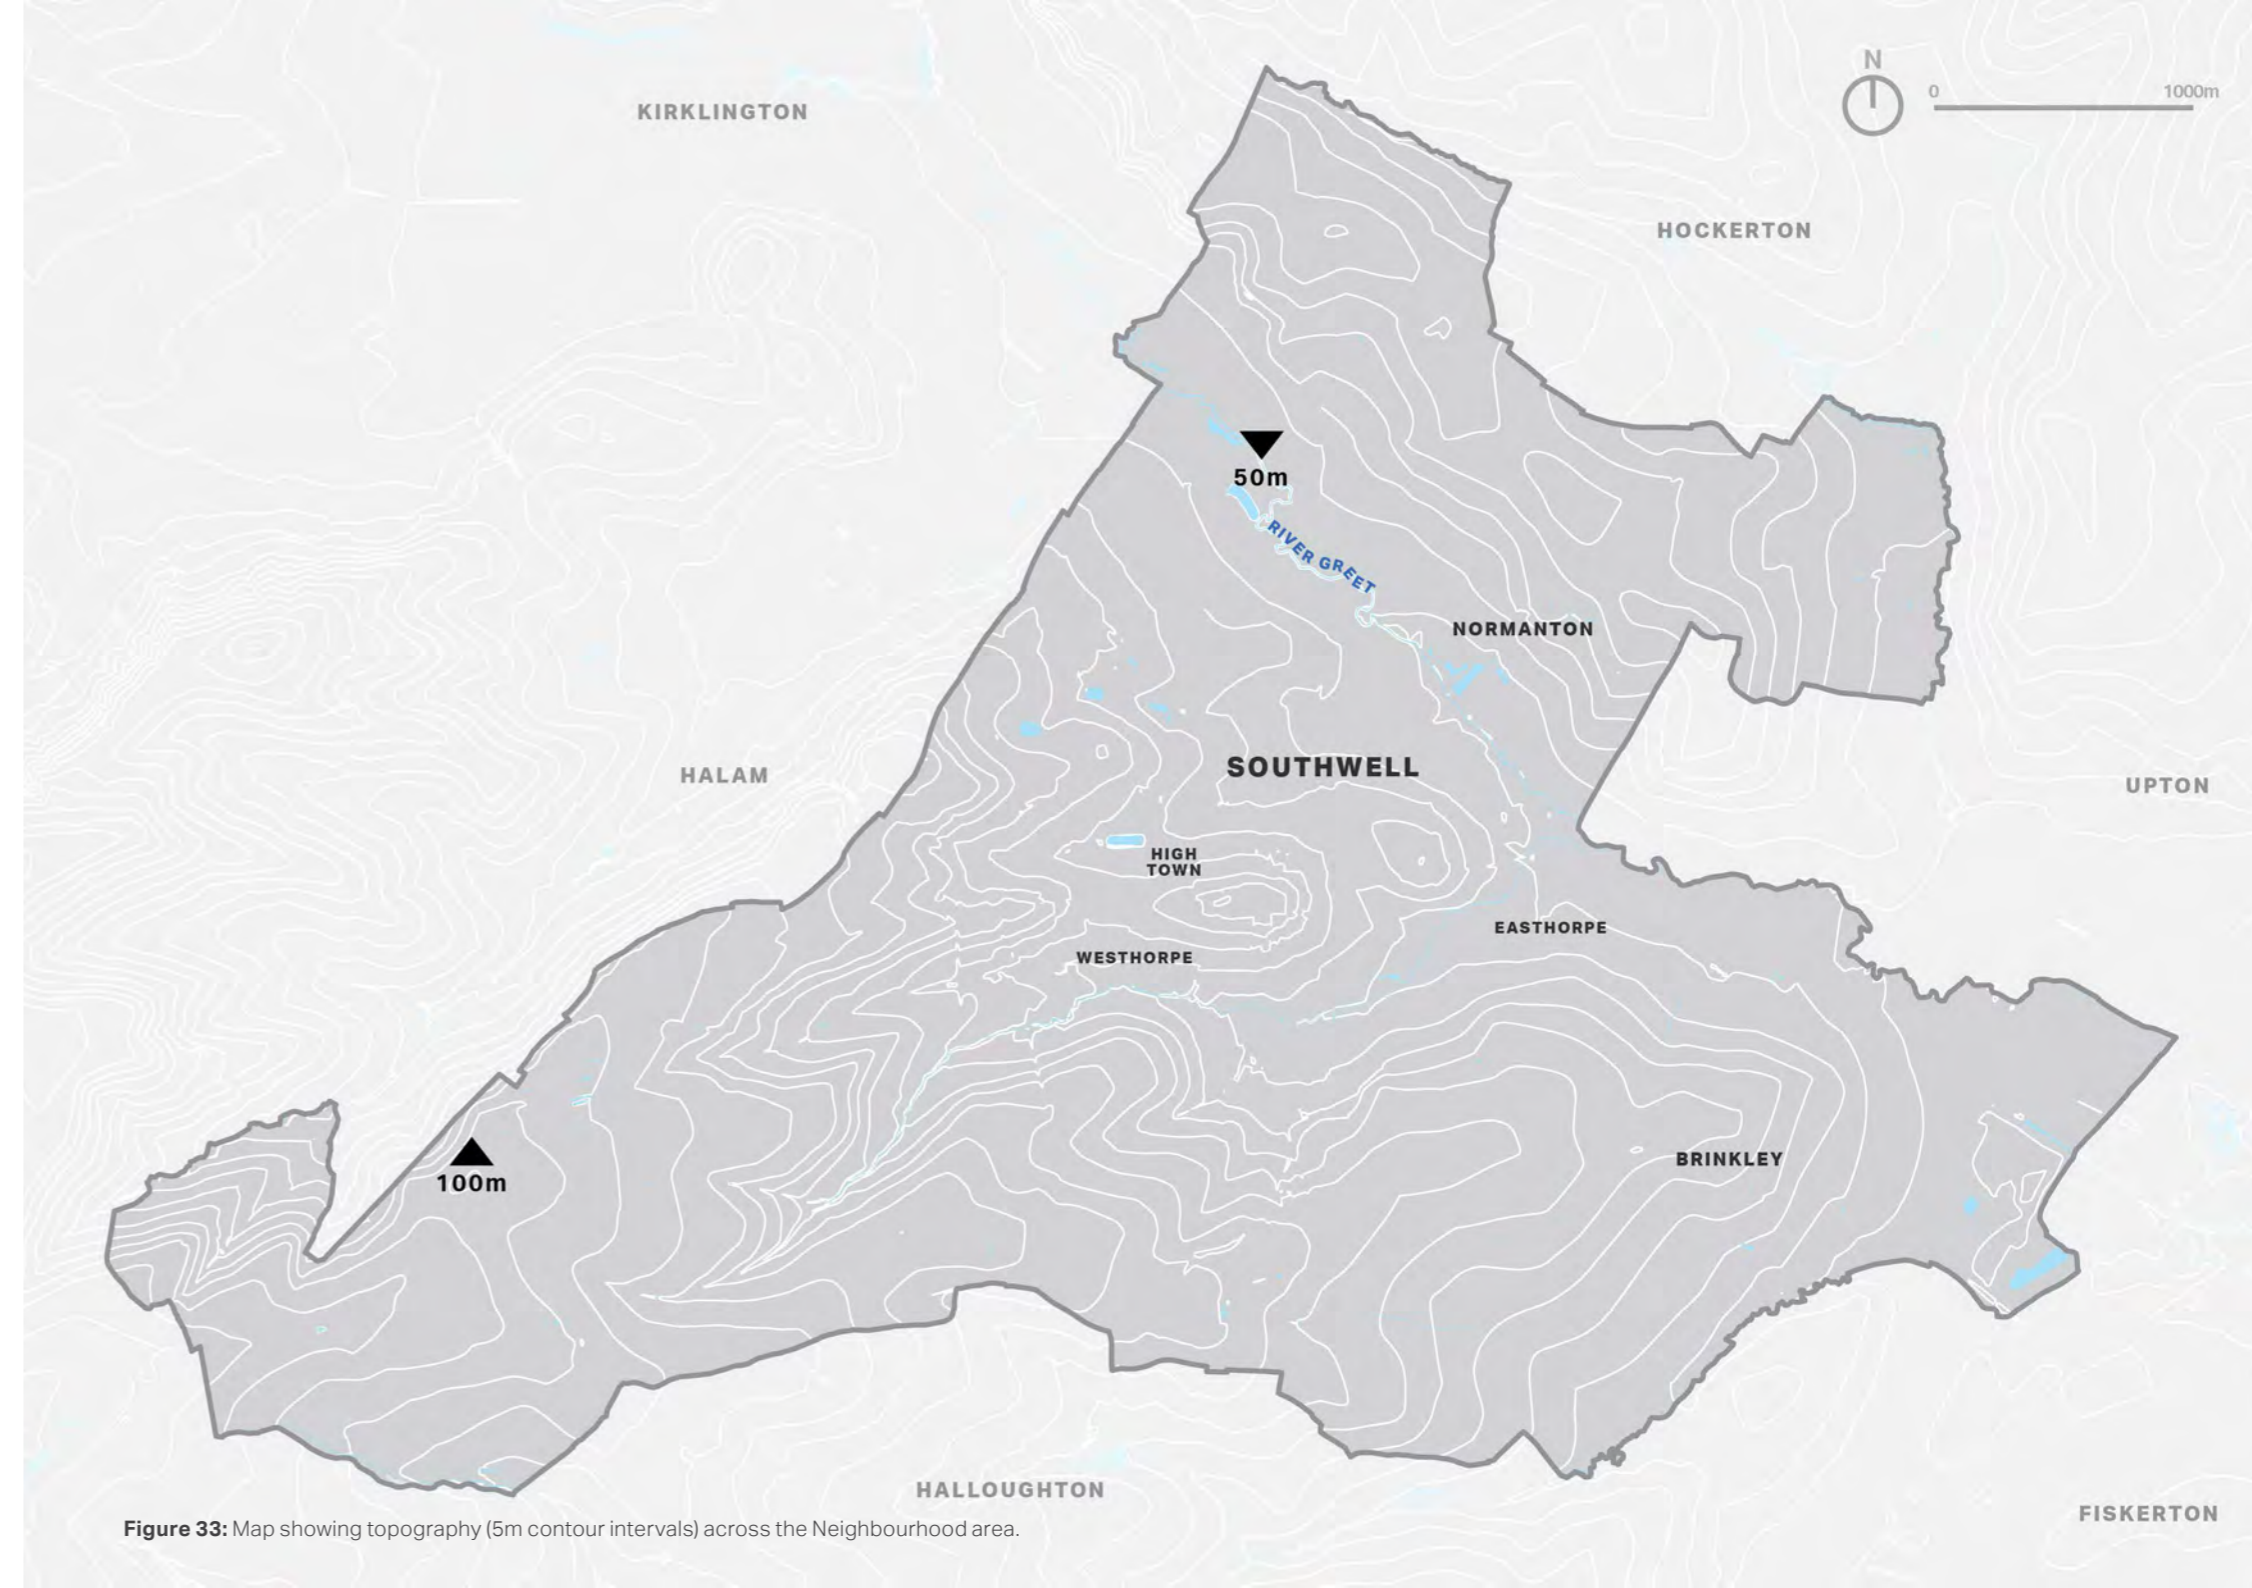 N
0 1000m
KIRKLINGTON
HOCKERTON
50m
RIVER GREET
NORMANTON
SOUTHWELL
HALAM
UPTON
HIGH
TOWN
EASTHORPE
WESTHORPE
BRINKLEY
100m
HALLOUGHTON
FISKERTON
Figure 33: Map showing topography (5m contour intervals) across the Neighbourhood area.